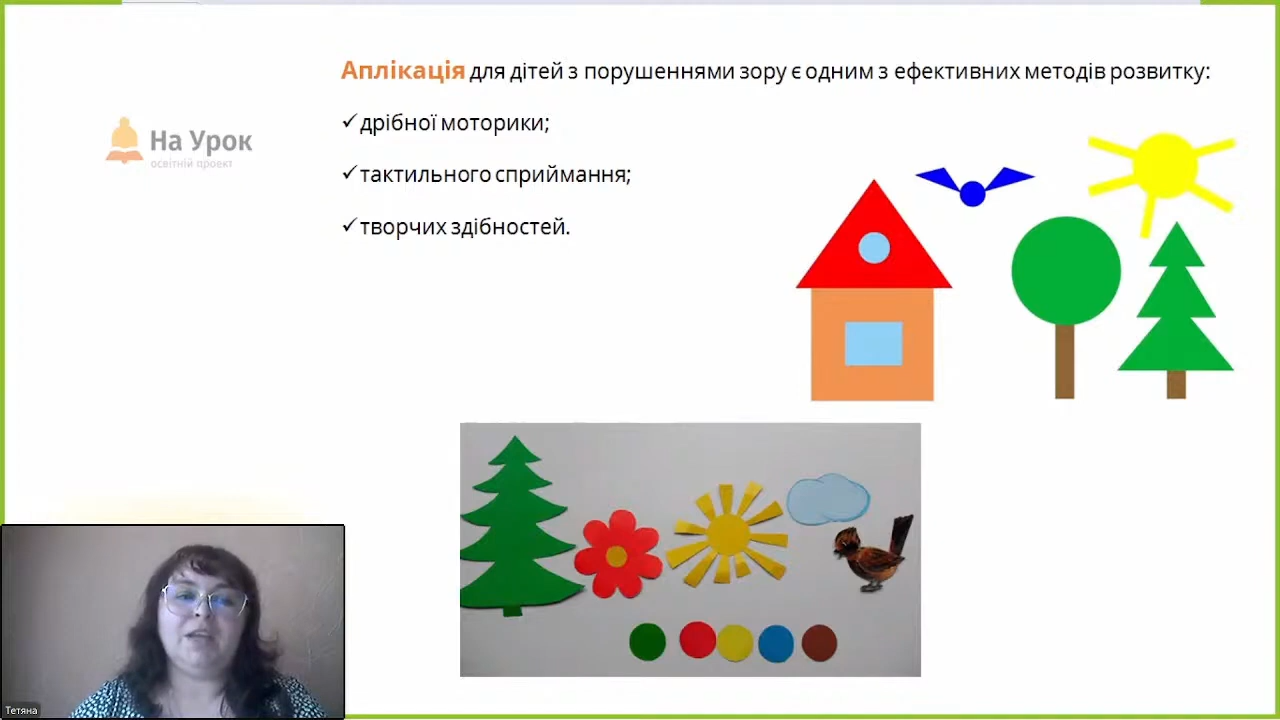 Аплікація для дітей з порушеннями зору є одним з ефективних методів розвитку:
✓дрібної моторики;
✓тактильного сприймання;
✓творчих здібностей.
На Урок
освітній проект
Тетяна